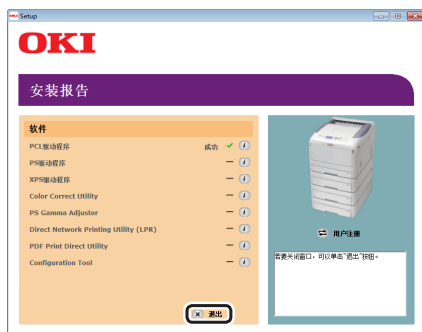 Setup
OKI
安装报告
软件
PCL驱动程序 成功
PS驱动程序
XPS驱动程序
Color Correct Utility
PS Gamma Adjuster
Direct Network Printing Utility (LPR)
PDF Print Direct Utility
Configuration Tool
退出
用户注册
若要关闭窗口，可以单击"退出"按钮。